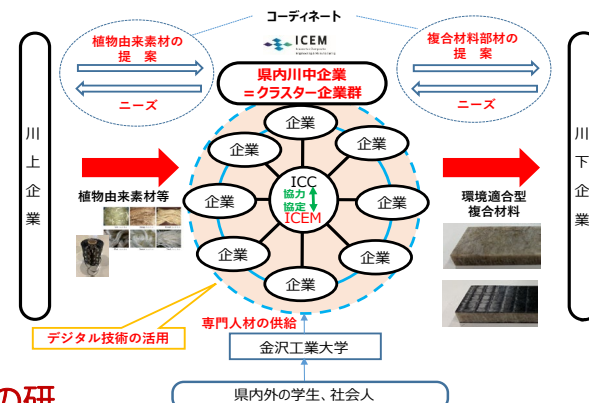 コーディネート
ICEM
植物由来素材の
提　案
ニーズ
複合材料部材の
提　案
ニーズ
県内川中企業
＝クラスター企業群
川上企業
川下企業
植物由来素材等
企業
企業
企業
企業
企業
企業
企業
企業
ICC
協力
協定
ICEM
環境適合型
複合材料
デジタル技術の活用
専門人材の供給
金沢工業大学
県内外の学生、社会人
の研